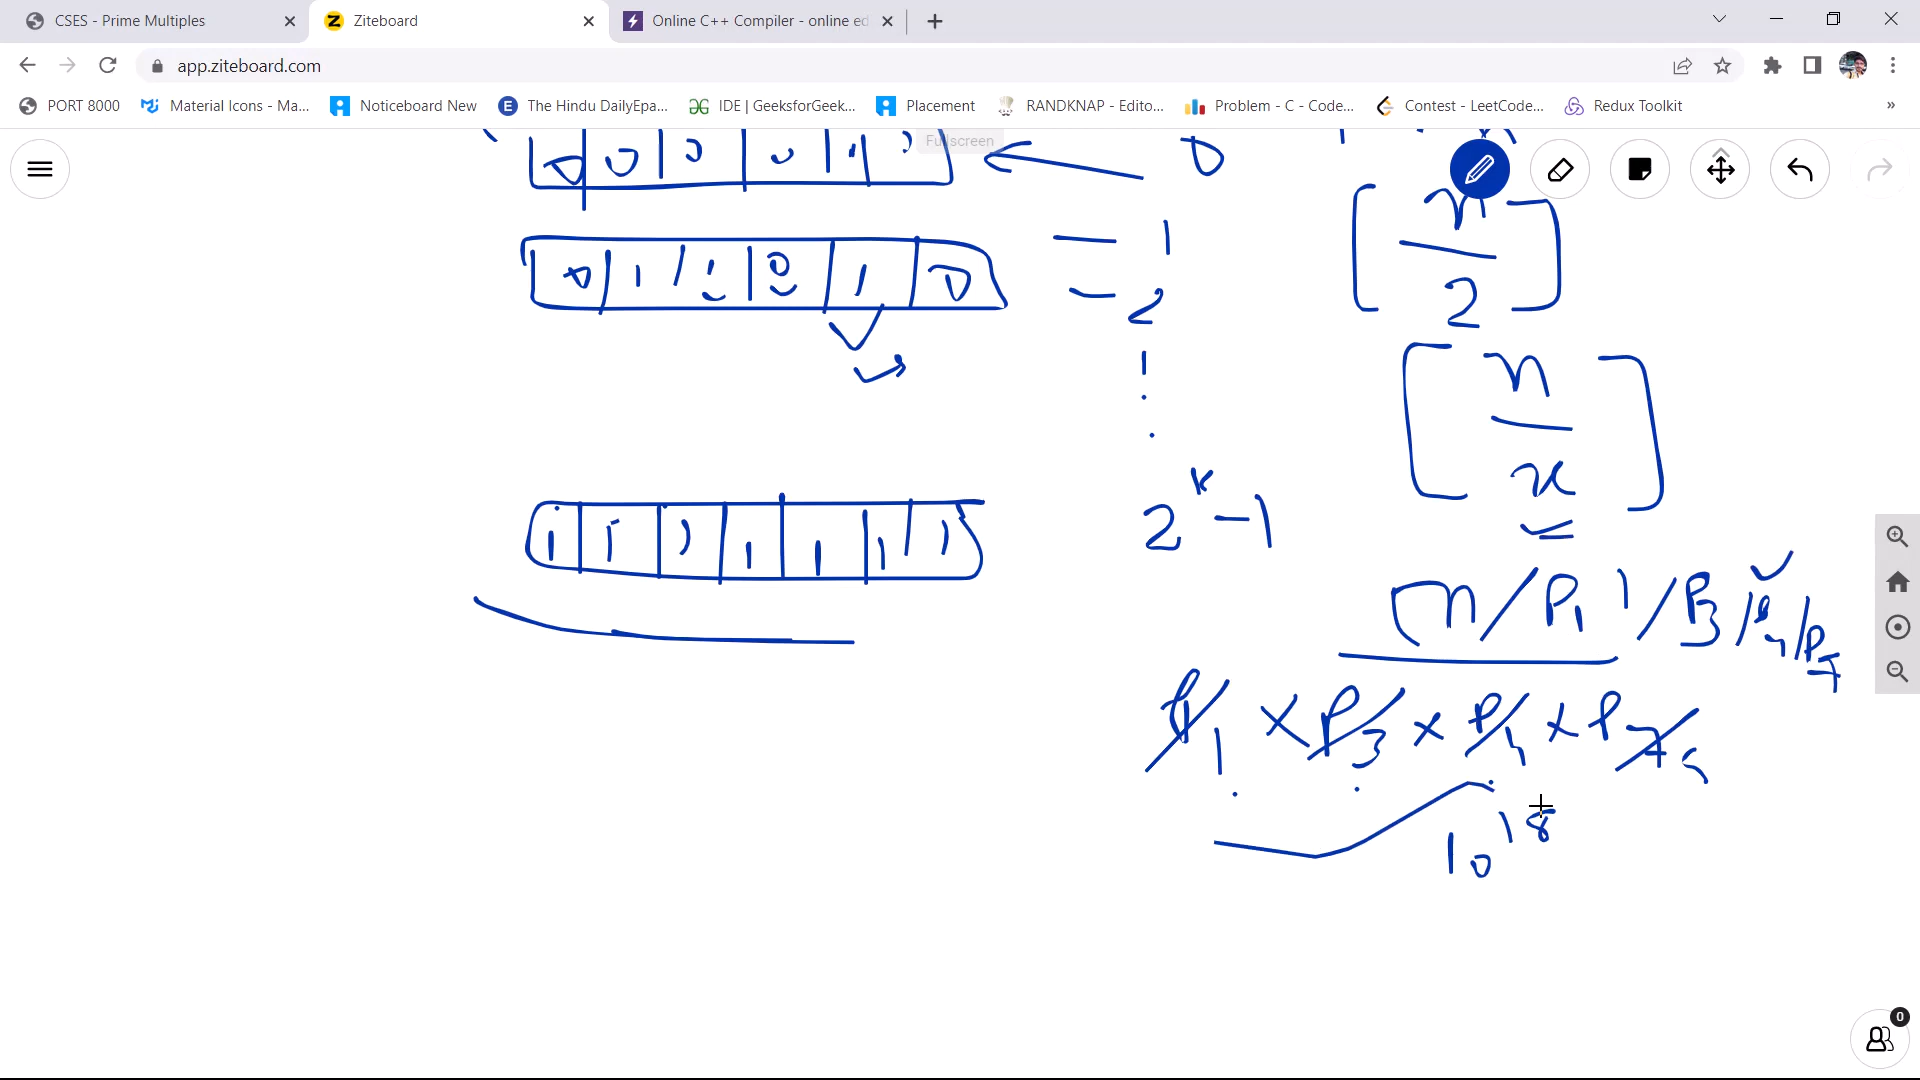 CSES - Prime Multiples
Ziteboard
Online C++ Compiler - online ed
app.ziteboard.com
PORT 8000
Material Icons - Ma...
Noticeboard New
The Hindu DailyEpa...
IDE | GeeksforGeek...
Placement
RANDKNAP - Edito...
Problem - C - Code...
Contest - LeetCode...
Redux Toolkit
»
Fullscreen
0 0 0 0 1 ← 0
0 1 1 0 1 0 - 1
- 2
[n/2]
[n/x]
1 1 1 1 1 1 1
2^k-1
[n/P1 1/P3/P4/P7
P1 × P3 × P4 × P7
10^18
0